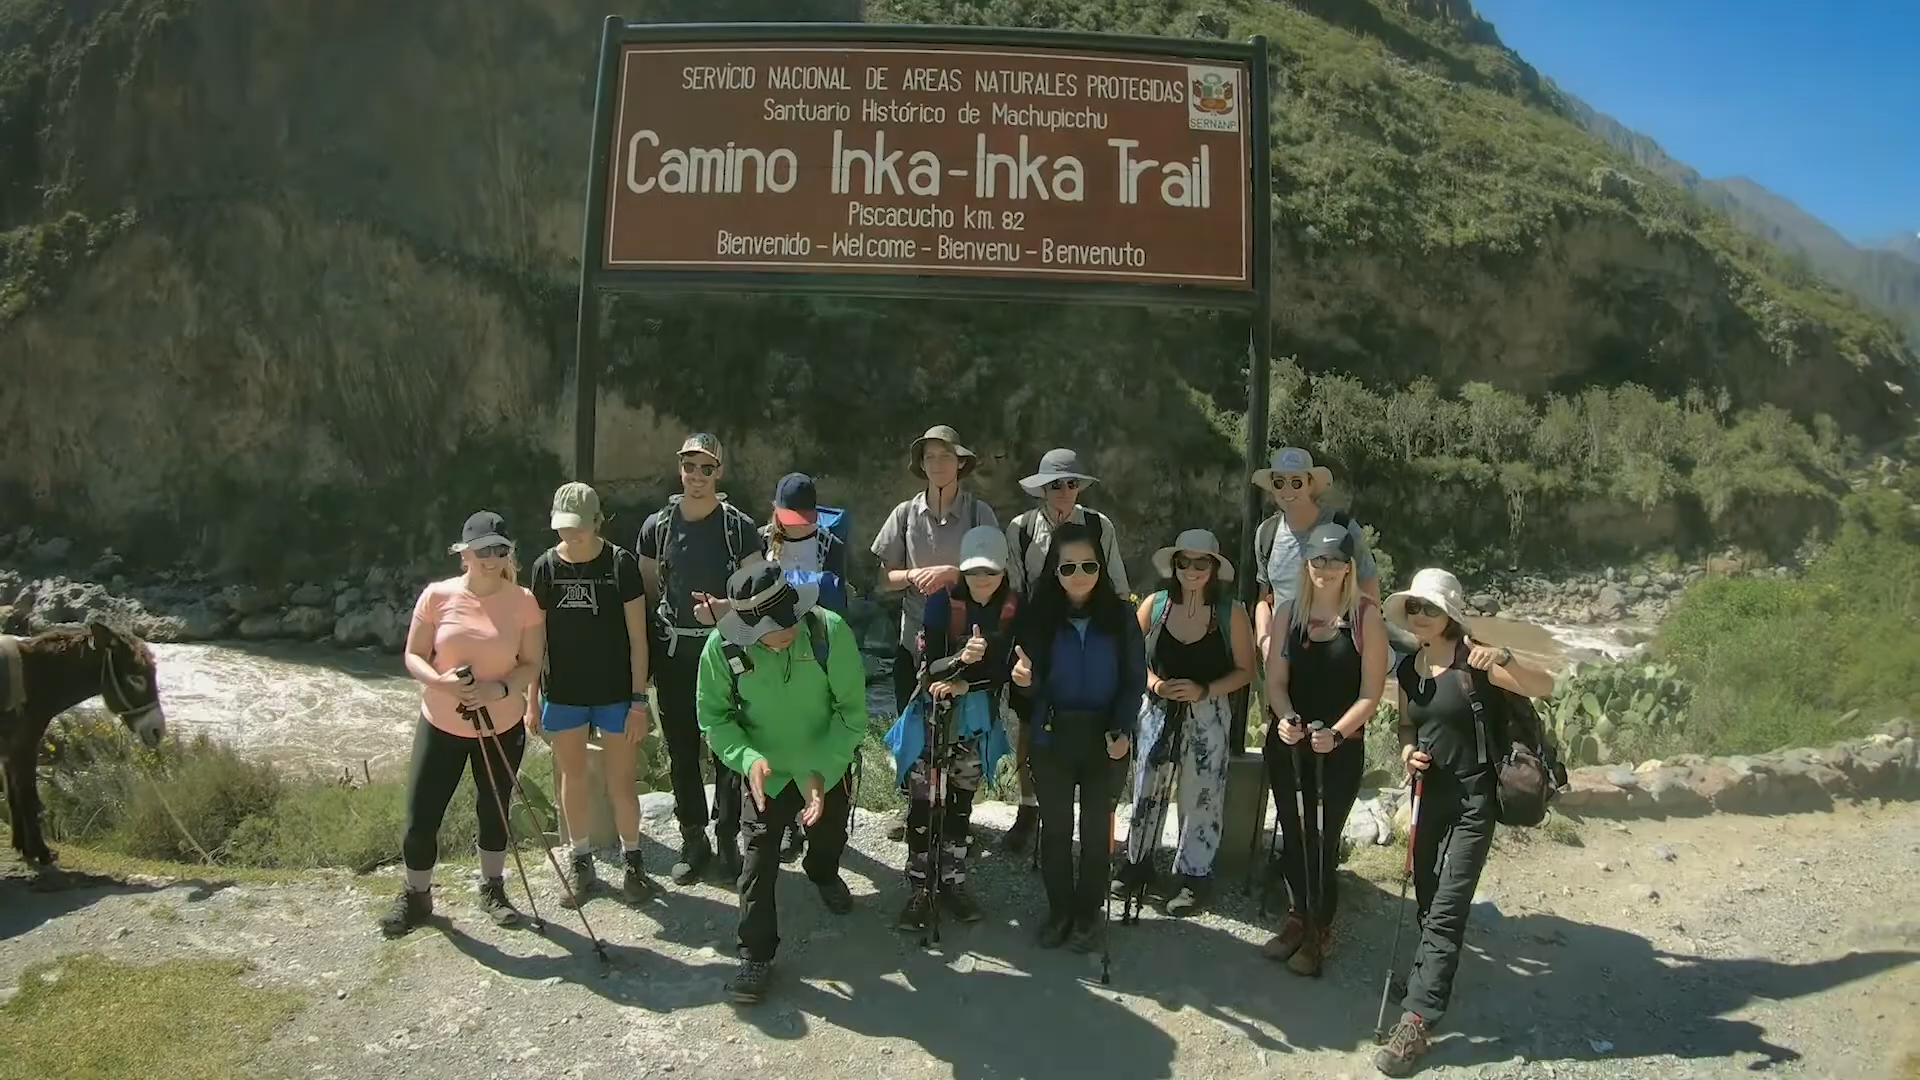 SERVICIO NACIONAL DE AREAS NATURALES PROTEGIDAS
SERNANP
Santuario Histórico de Machupicchu
Camino Inka-Inka Trail
Piscacucho km. 82
Bienvenido - Welcome - Bienvenu - Benvenuto